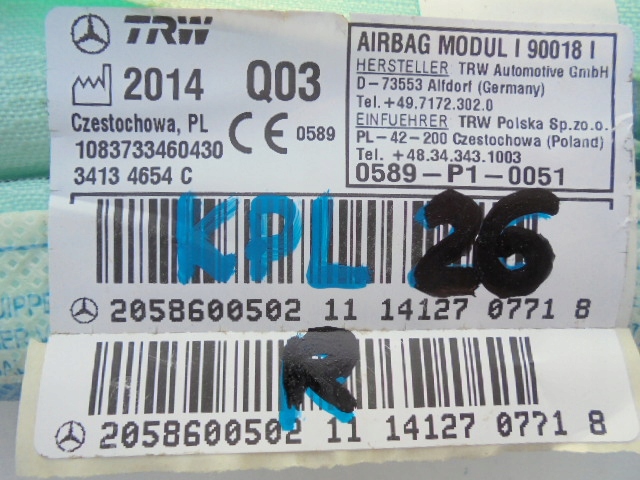 TRW
2014 Q03
Czestochowa, PL
1083733460430
3413 4654 C
CE 0589
AIRBAG MODUL I 90018 I
HERSTELLER TRW Automotive GmbH
D-73553 Alfdorf (Germany)
Tel.+49.7172.302.0
EINFUEHRER TRW Polska Sp.zo.o.
PL-42-200 Czestochowa (Poland)
Tel. +48.34.343.1003
0589-P1-0051
KPL 26
2058600502 11 14127 0771 8
R
2058600502 11 14127 0771 8